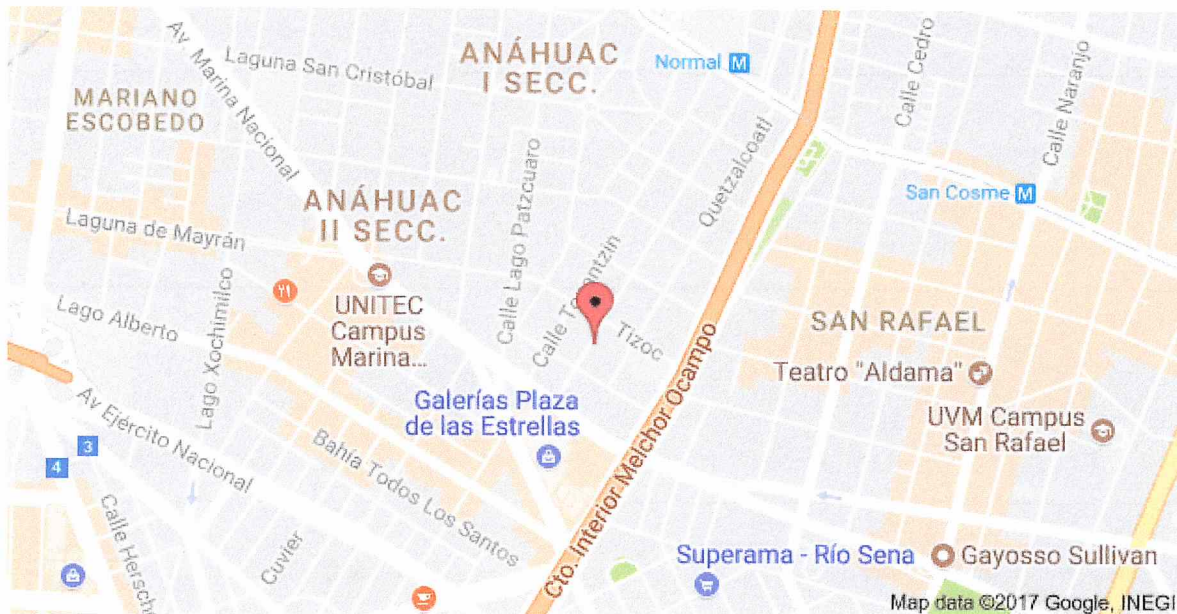 Av. Marina Nacional
Laguna San Cristóbal
ANÁHUAC
I SECC.
Normal M
Calle Cedro
Calle Naranjo
MARIANO
ESCOBEDO
Quetzalcoatl
San Cosme M
ANÁHUAC
II SECC.
Calle Lago Patzcuaro
Laguna de Mayrán
Lago Xochimilco
UNITEC
Campus
Marina...
Calle
Tizoc
Lago Alberto
SAN RAFAEL
Teatro "Aldama"
Galerías Plaza
de las Estrellas
UVM Campus
San Rafael
Av Ejército Nacional
3
4
Bahía Todos Los Santos
Cto. Interior Melchor Ocampo
Calle Hersch
Cuvier
Superama - Río Sena
Gayosso Sullivan
Map data ©2017 Google, INEGI